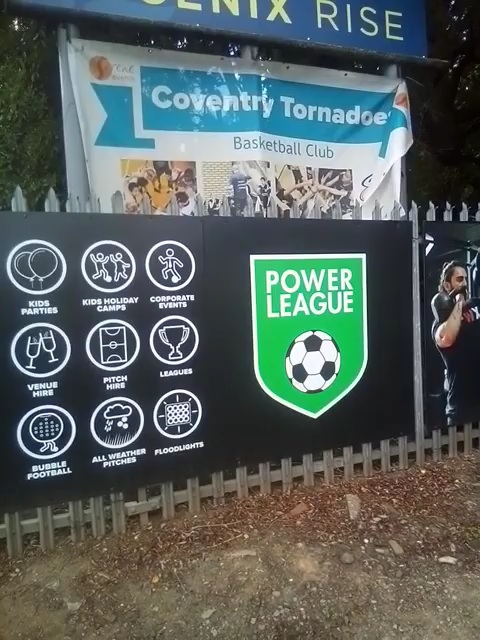 ENIX RISE
Coventry Tornadoe
Basketball Club
KIDS
PARTIES
KIDS HOLIDAY
CAMPS
CORPORATE
EVENTS
VENUE
HIRE
PITCH
HIRE
LEAGUES
BUBBLE
FOOTBALL
ALL WEATHER
PITCHES
FLOODLIGHTS
POWER
LEAGUE